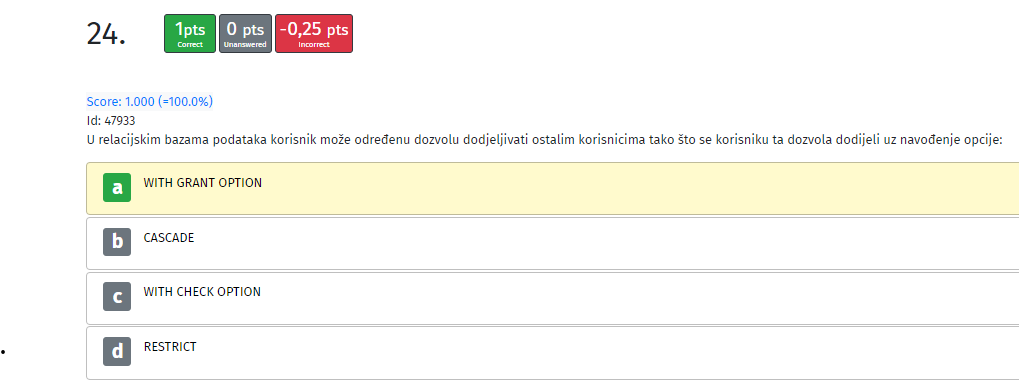 24.
1pts
Correct
0 pts
Unanswered
-0,25 pts
Incorrect
Score: 1.000 (=100.0%)
Id: 47933
U relacijskim bazama podataka korisnik može određenu dozvolu dodjeljivati ostalim korisnicima tako što se korisniku ta dozvola dodijeli uz navođenje opcije:
a WITH GRANT OPTION
b CASCADE
c WITH CHECK OPTION
d RESTRICT